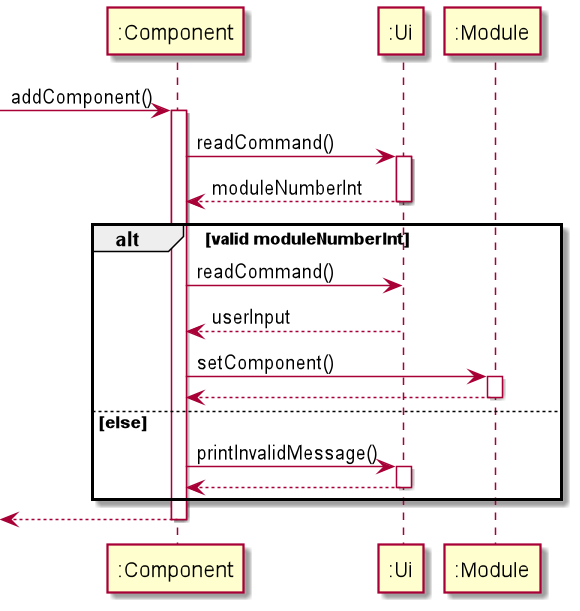 :Component :Ui :Module
addComponent()
readCommand()
moduleNumberInt
alt [valid moduleNumberInt]
readCommand()
userInput
setComponent()
[else]
printInvalidMessage()
:Component :Ui :Module